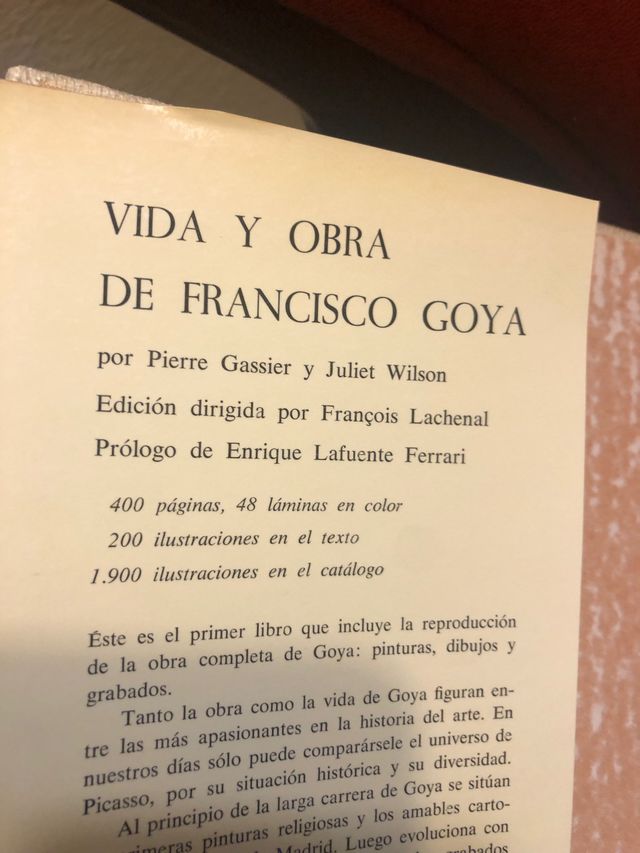 VIDA Y OBRA
DE FRANCISCO GOYA
por Pierre Gassier y Juliet Wilson
Edición dirigida por François Lachenal
Prólogo de Enrique Lafuente Ferrari
400 páginas, 48 láminas en color
200 ilustraciones en el texto
1.900 ilustraciones en el catálogo
Éste es el primer libro que incluye la reproducción
de la obra completa de Goya: pinturas, dibujos y
grabados.
Tanto la obra como la vida de Goya figuran en-
tre las más apasionantes en la historia del arte. En
nuestros días sólo puede comparársele el universo de
Picasso, por su situación histórica y su diversidad.
Al principio de la larga carrera de Goya se sitúan
primeras pinturas religiosas y los amables carto-
Madrid. Luego evoluciona con
grabados